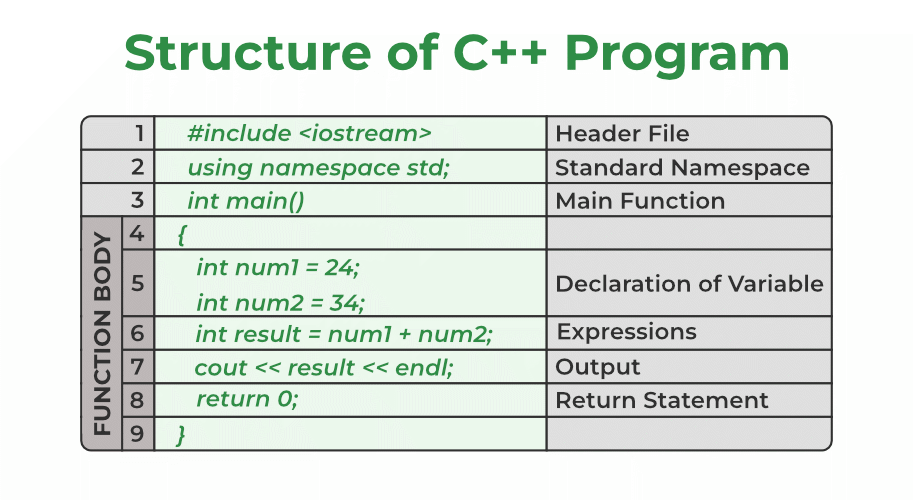 Structure of C++ Program
1 #include <iostream> Header File
2 using namespace std; Standard Namespace
3 int main() Main Function
FUNCTION BODY
4 {
5 int num1 = 24; Declaration of Variable
int num2 = 34;
6 int result = num1 + num2; Expressions
7 cout << result << endl; Output
8 return 0; Return Statement
9 }